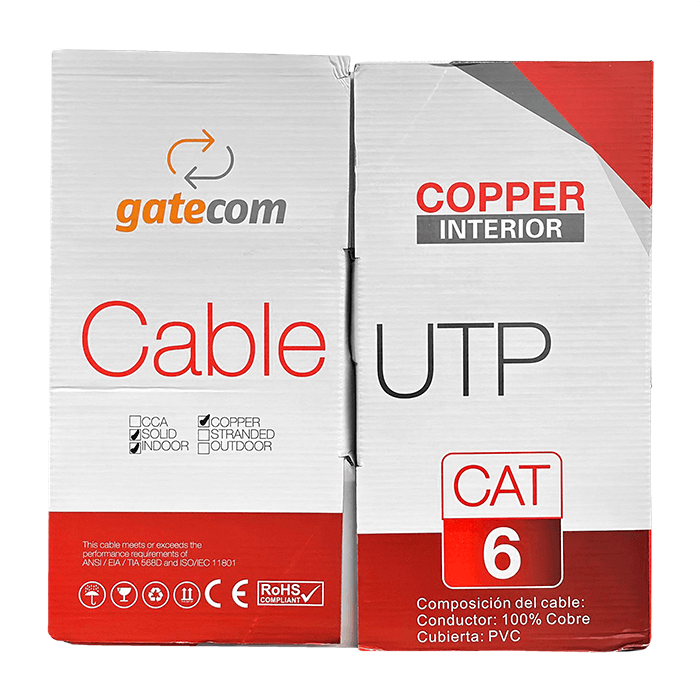 gatecom
COPPER
INTERIOR
Cable UTP
CCA
COPPER
SOLID
STRANDED
INDOOR
OUTDOOR
CAT
6
This cable meets or exceeds the
performance requirements of
ANSI / EIA / TIA 568D and ISO/IEC 11801
CE
RoHS
COMPLIANT
Composición del cable:
Conductor: 100% Cobre
Cubierta: PVC